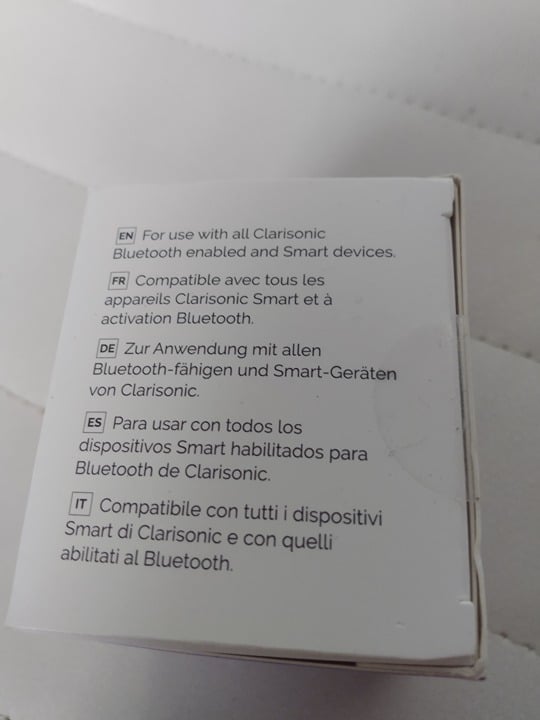 EN For use with all Clarisonic
Bluetooth enabled and Smart devices.
FR Compatible avec tous les
appareils Clarisonic Smart et à
activation Bluetooth.
DE Zur Anwendung mit allen
Bluetooth-fähigen und Smart-Geräten
von Clarisonic.
ES Para usar con todos los
dispositivos Smart habilitados para
Bluetooth de Clarisonic.
IT Compatibile con tutti i dispositivi
Smart di Clarisonic e con quelli
abilitati al Bluetooth.